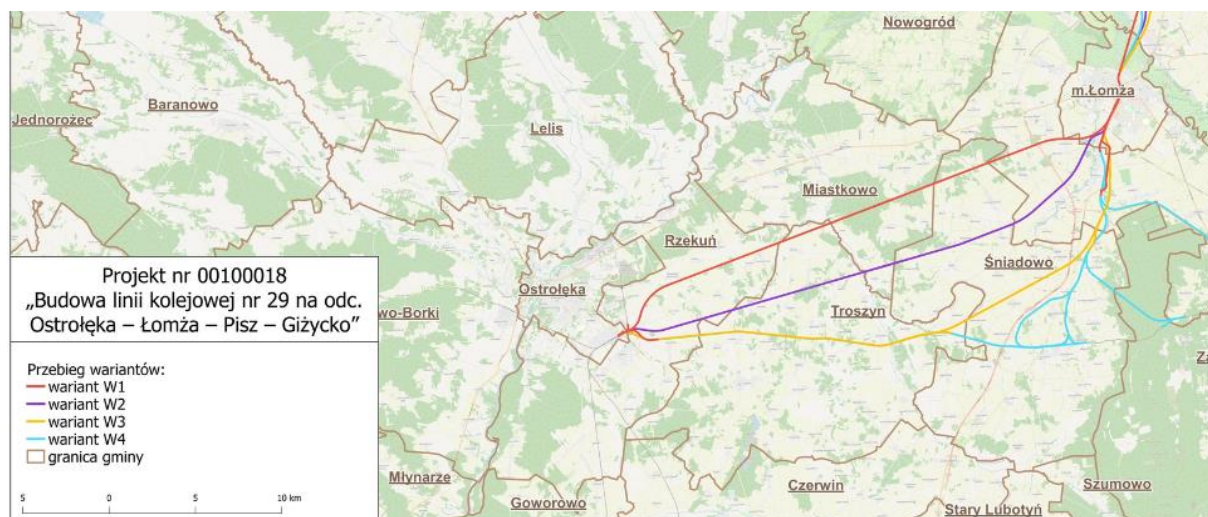 Nowogród
m.Łomża
Baranowo
Jednorożec
Lelis
Miastkowo
Rzekuń
Śniadowo
Ostrołęka
Troszyn
wo-Borki
Za
Młynarze
Goworowo
Czerwin
Szumowo
Stary Lubotyń
Projekt nr 00100018
„Budowa linii kolejowej nr 29 na odc.
Ostrołęka – Łomża – Pisz – Giżycko”
Przebieg wariantów:
wariant W1
wariant W2
wariant W3
wariant W4
granica gminy
5 0 5 10 km